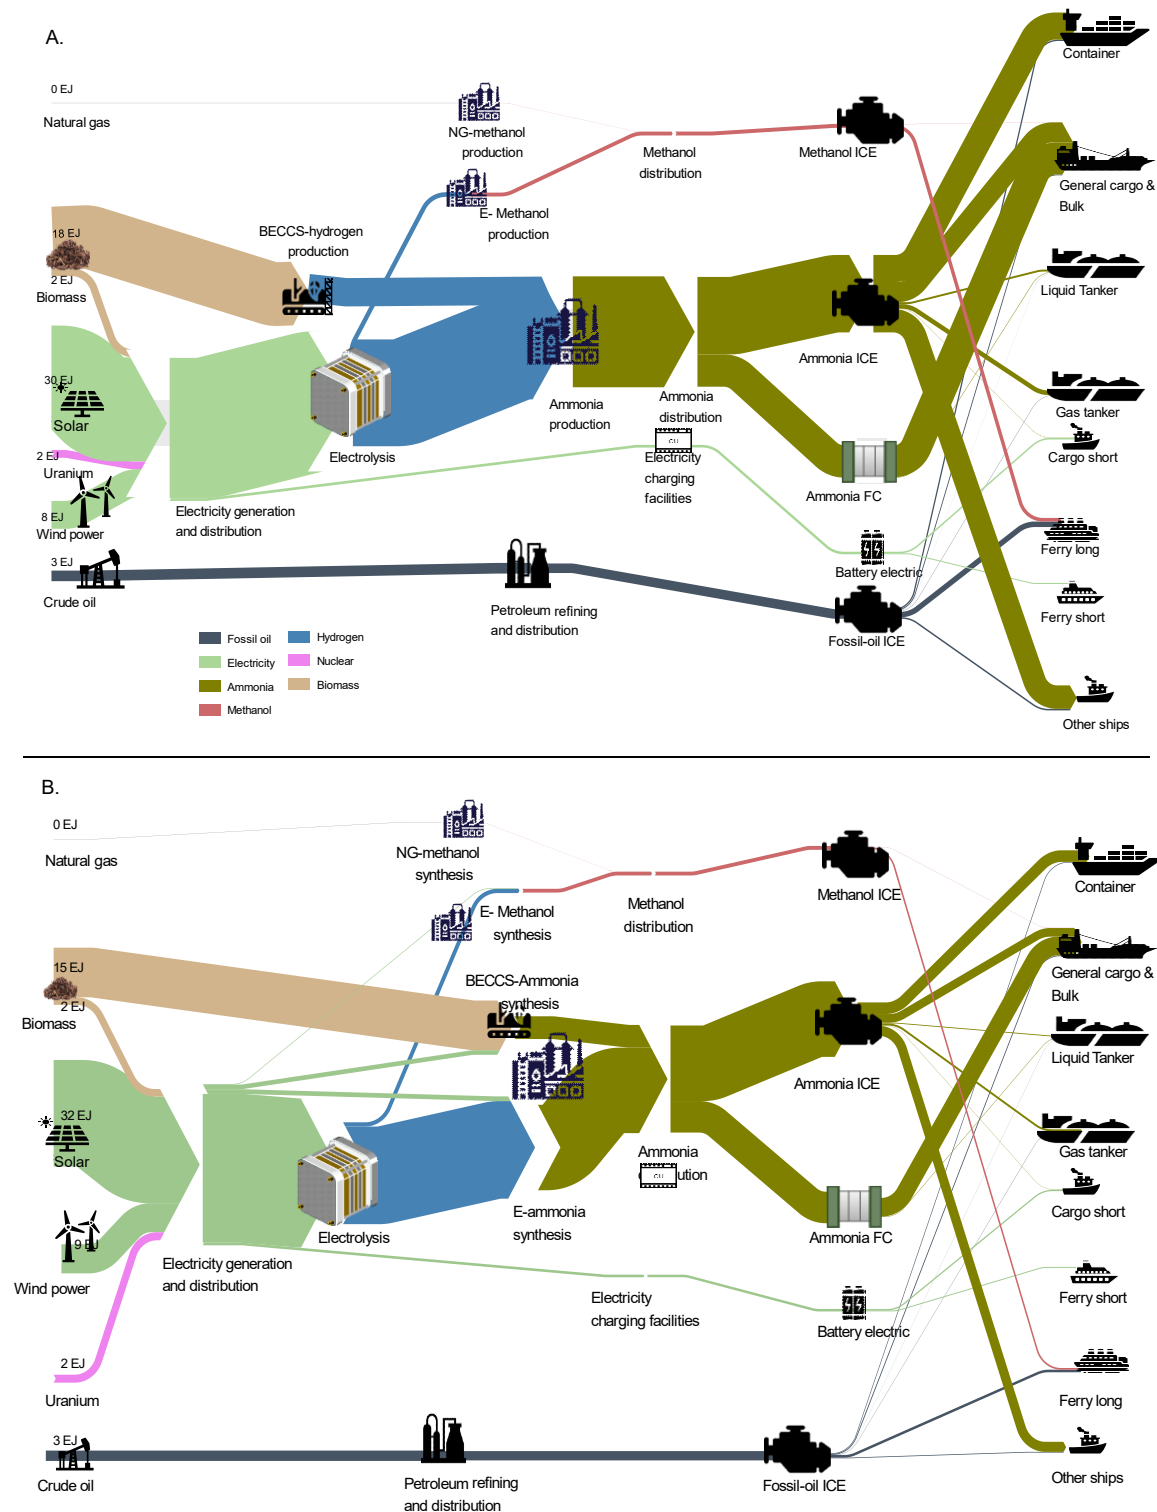 A.
0 EJ
Natural gas
NG-methanol
production
Methanol
distribution
Methanol ICE
Container
General cargo &
Bulk
E- Methanol
production
BECCS-hydrogen
production
18 EJ
2 EJ
Biomass
Liquid Tanker
30 EJ
Solar
Ammonia ICE
Gas tanker
Ammonia
production
Ammonia
distribution
Cargo short
2 EJ
Uranium
Electrolysis
CU
Electricity
charging
facilities
Ammonia FC
8 EJ
Wind power
Electricity generation
and distribution
Ferry long
3 EJ
Crude oil
Battery electric
Petroleum refining
and distribution
Ferry short
Fossil-oil ICE
Fossil oil
Hydrogen
Electricity
Nuclear
Ammonia
Biomass
Methanol
Other ships
B.
0 EJ
Natural gas
NG-methanol
synthesis
Methanol ICE
Container
E- Methanol
synthesis
Methanol
distribution
15 EJ
2 EJ
Biomass
BECCS-Ammonia
synthesis
General cargo &
Bulk
Liquid Tanker
Ammonia ICE
32 EJ
Solar
Gas tanker
Ammonia
CU
Cargo short
9 EJ
Wind power
Electrolysis
E-ammonia
synthesis
Ammonia FC
Electricity generation
and distribution
Electricity
charging facilities
Battery electric
Ferry short
2 EJ
Uranium
Ferry long
3 EJ
Crude oil
Petroleum refining
and distribution
Fossil-oil ICE
Other ships